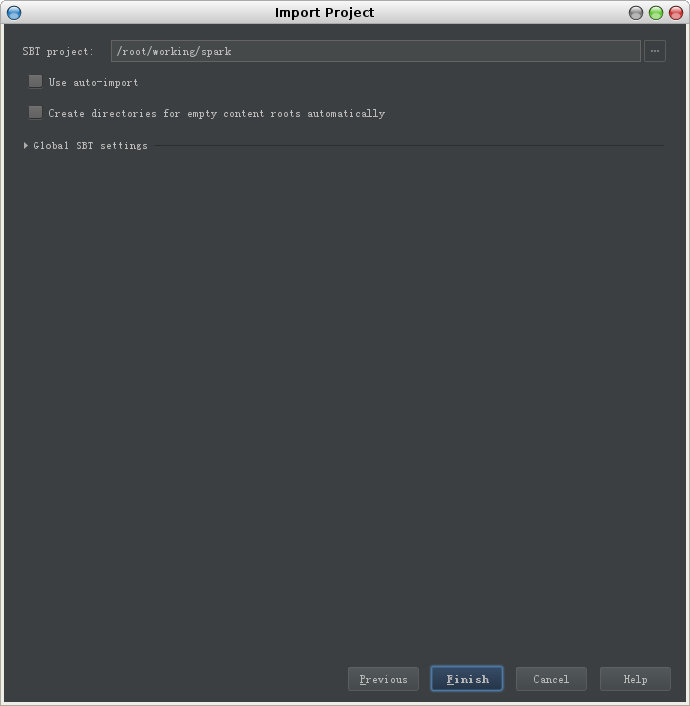 Import Project
SBT project: /root/working/spark ...
Use auto-import
Create directories for empty content roots automatically
Global SBT settings
Previous Finish Cancel Help